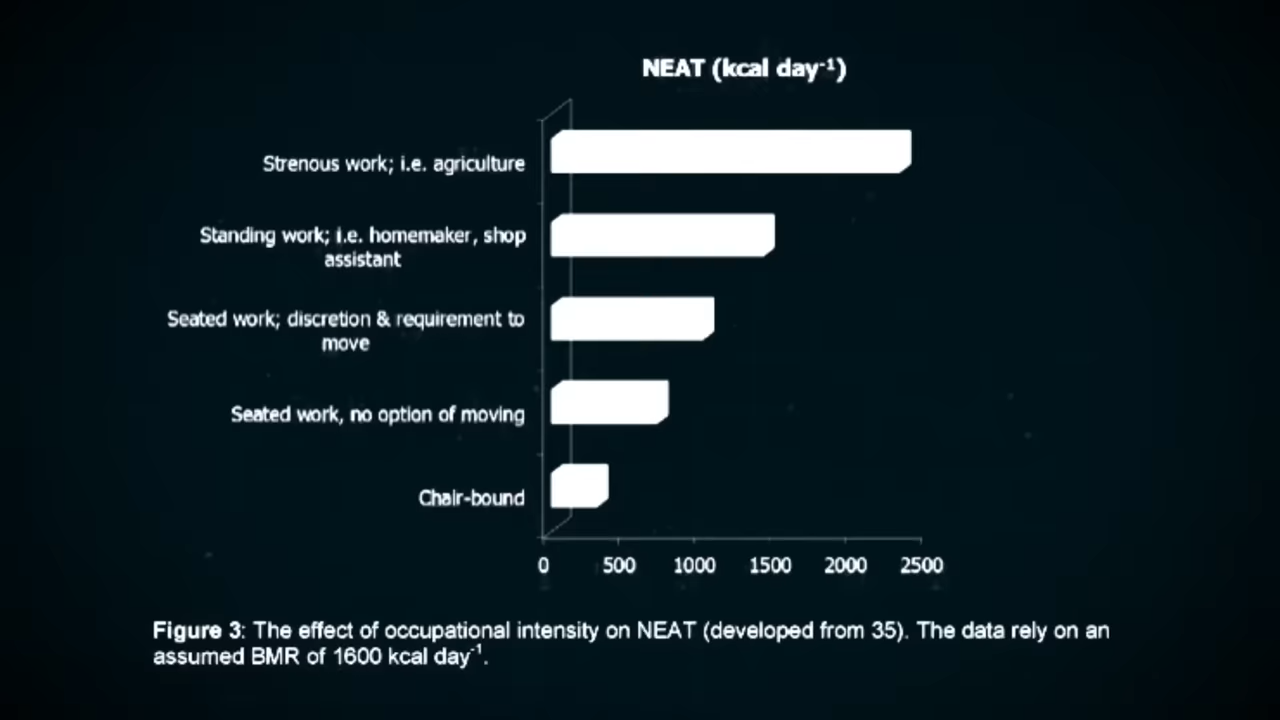 NEAT (kcal day⁻¹)
Strenous work; i.e. agriculture
Standing work; i.e. homemaker, shop
assistant
Seated work; discretion & requirement to
move
Seated work, no option of moving
Chair-bound
0 500 1000 1500 2000 2500
Figure 3: The effect of occupational intensity on NEAT (developed from 35). The data rely on an
assumed BMR of 1600 kcal day⁻¹.